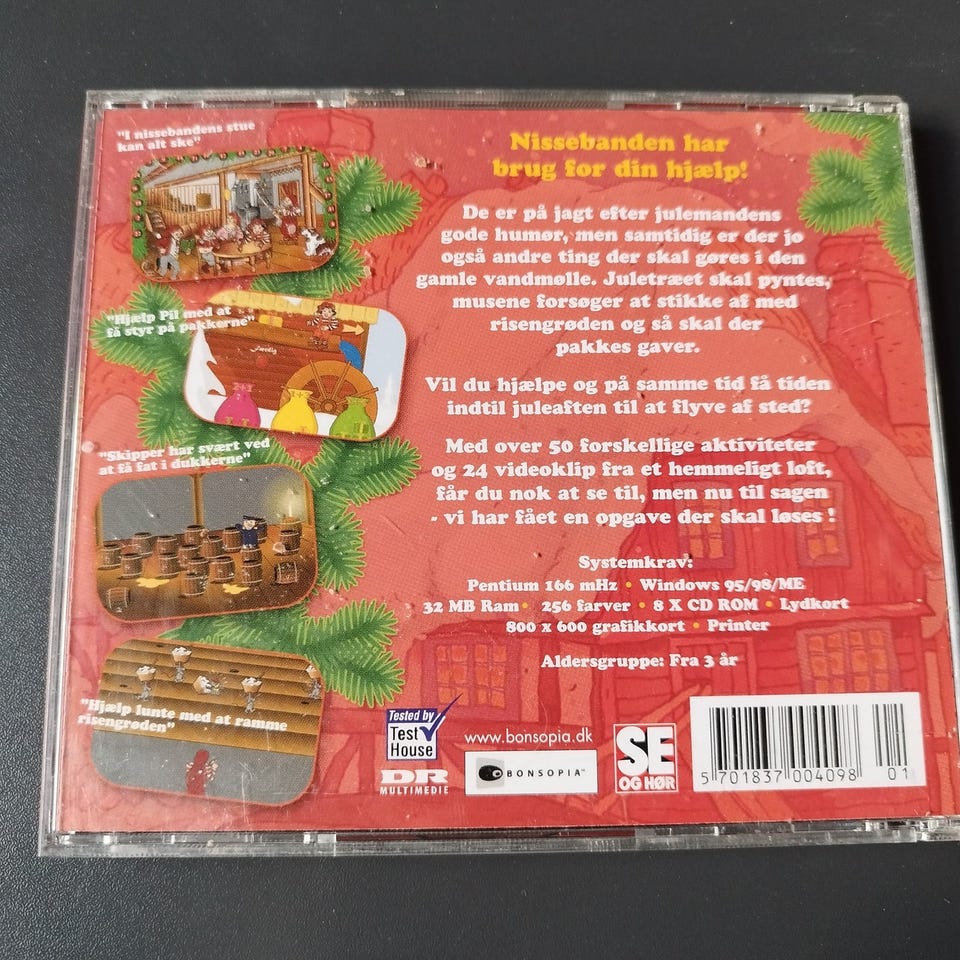 "I nissebandens stue
kan alt ske"
"Hjælp Pil med at
få styr på pakkerne"
Færdig
"Skipper har svært ved
at få fat i dukkerne"
"Hjælp lunte med at ramme
risengrøden"
Nissebanden har
brug for din hjælp!
De er på jagt efter julemandens
gode humør, men samtidig er der jo
også andre ting der skal gøres i den
gamle vandmølle. Juletræet skal pyntes,
musene forsøger at stikke af med
risengrøden og så skal der
pakkes gaver.
Vil du hjælpe og på samme tid få tiden
indtil juleaften til at flyve af sted?
Med over 50 forskellige aktiviteter
og 24 videoklip fra et hemmeligt loft,
får du nok at se til, men nu til sagen
- vi har fået en opgave der skal løses !
Systemkrav:
Pentium 166 mHz • Windows 95/98/ME
32 MB Ram • 256 farver • 8 X CD ROM • Lydkort
800 x 600 grafikkort • Printer
Aldersgruppe: Fra 3 år
Tested by
Test
House
DR
MULTIMEDIE
www.bonsopia.dk
BONSOPIA™
SE
OG HØR
5 701837 004098 01